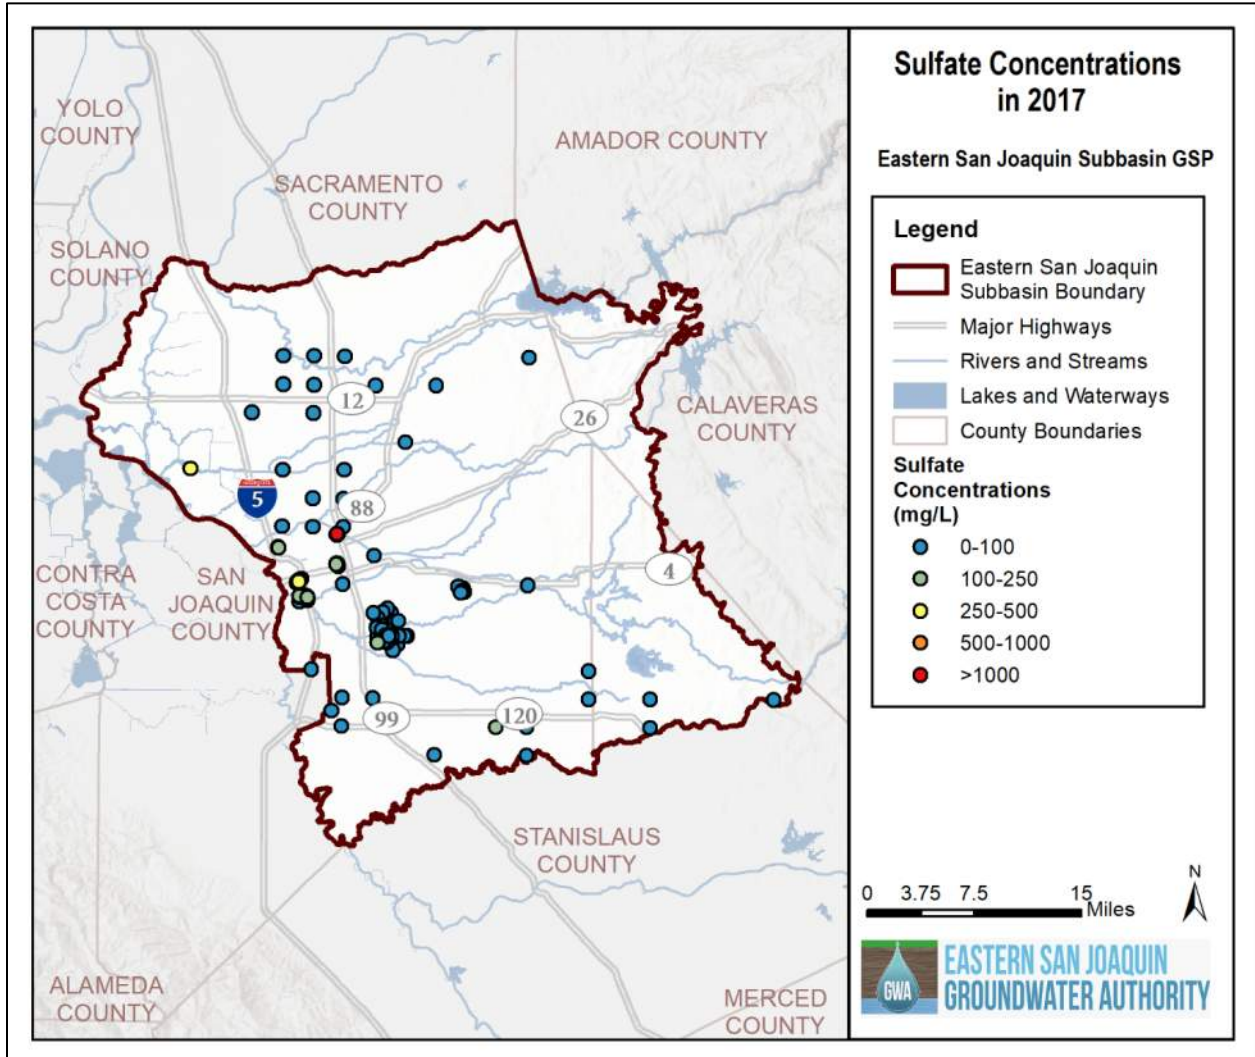 YOLO
COUNTY
AMADOR COUNTY
SACRAMENTO
COUNTY
SOLANO
COUNTY
12
26
CALAVERAS
COUNTY
5
88
4
CONTRA
COSTA
COUNTY
SAN
JOAQUIN
COUNTY
99
120
STANISLAUS
COUNTY
ALAMEDA
COUNTY
MERCED
COUNTY
Sulfate Concentrations
in 2017
Eastern San Joaquin Subbasin GSP
Legend
Eastern San Joaquin
Subbasin Boundary
Major Highways
Rivers and Streams
Lakes and Waterways
County Boundaries
Sulfate
Concentrations
(mg/L)
0-100
100-250
250-500
500-1000
>1000
N
0 3.75 7.5 15
Miles
GWA
EASTERN SAN JOAQUIN
GROUNDWATER AUTHORITY